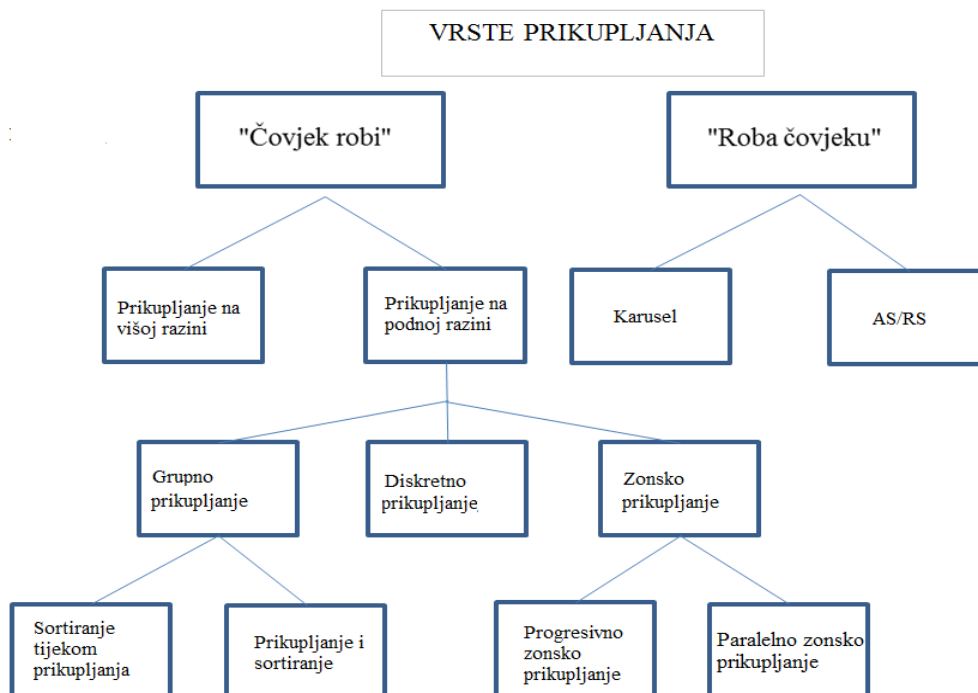 VRSTE PRIKUPLJANJA
"Čovjek robi"
"Roba čovjeku"
Prikupljanje na
višoj razini
Prikupljanje na
podnoj razini
Karusel
AS/RS
Grupno
prikupljanje
Diskretno
prikupljanje
Zonsko
prikupljanje
Sortiranje
tijekom
prikupljanja
Prikupljanje i
sortiranje
Progresivno
zonsko
prikupljanje
Paralelno zonsko
prikupljanje